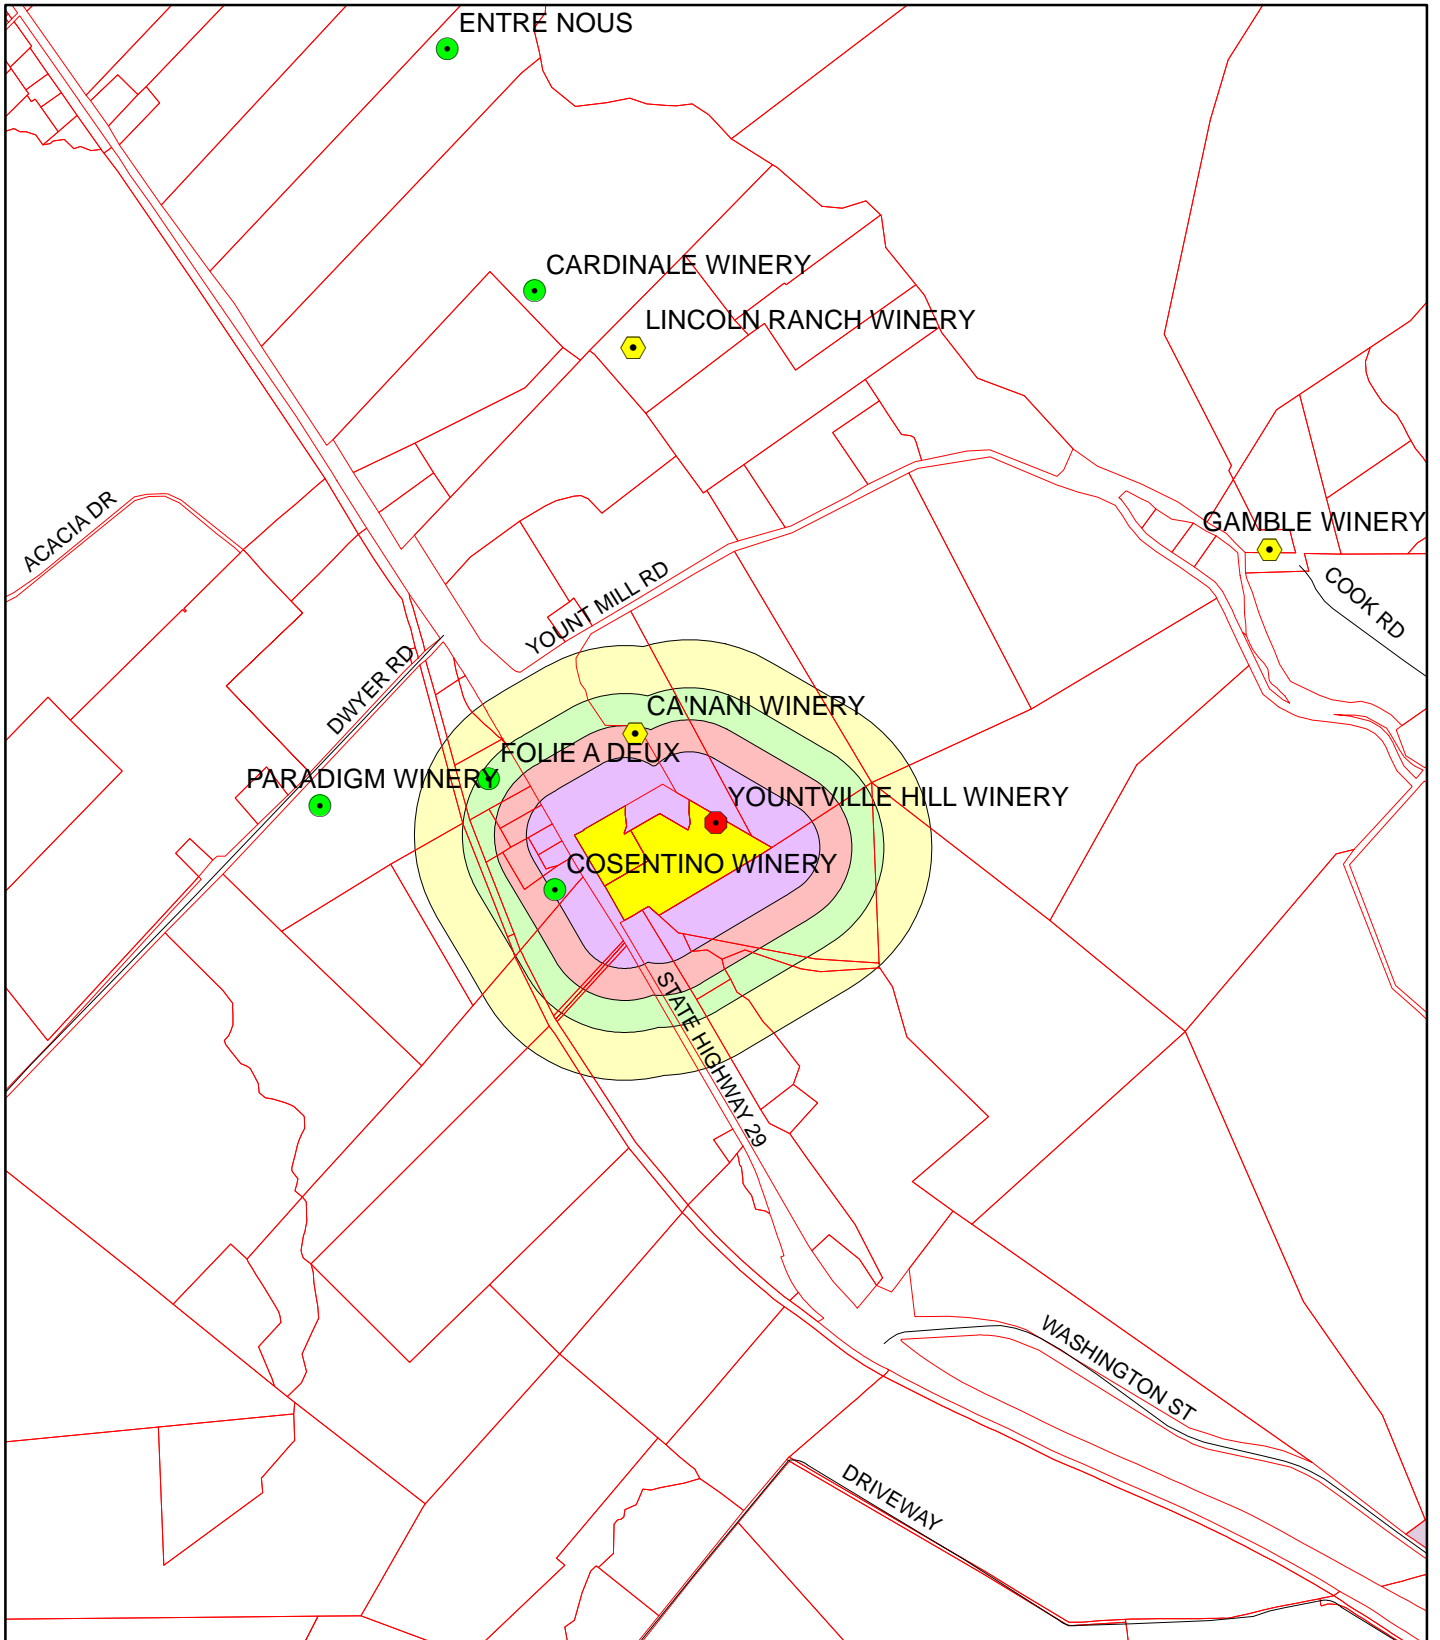 ENTRE NOUS
CARDINALE WINERY
LINCOLN RANCH WINERY
ACACIA DR
GAMBLE WINERY
COOK RD
YOUNT MILL RD
DWYER RD
CA'NANI WINERY
FOLIE A DEUX
PARADIGM WINERY
YOUNTVILLE HILL WINERY
COSENTINO WINERY
STATE HIGHWAY 29
WASHINGTON ST
DRIVEWAY